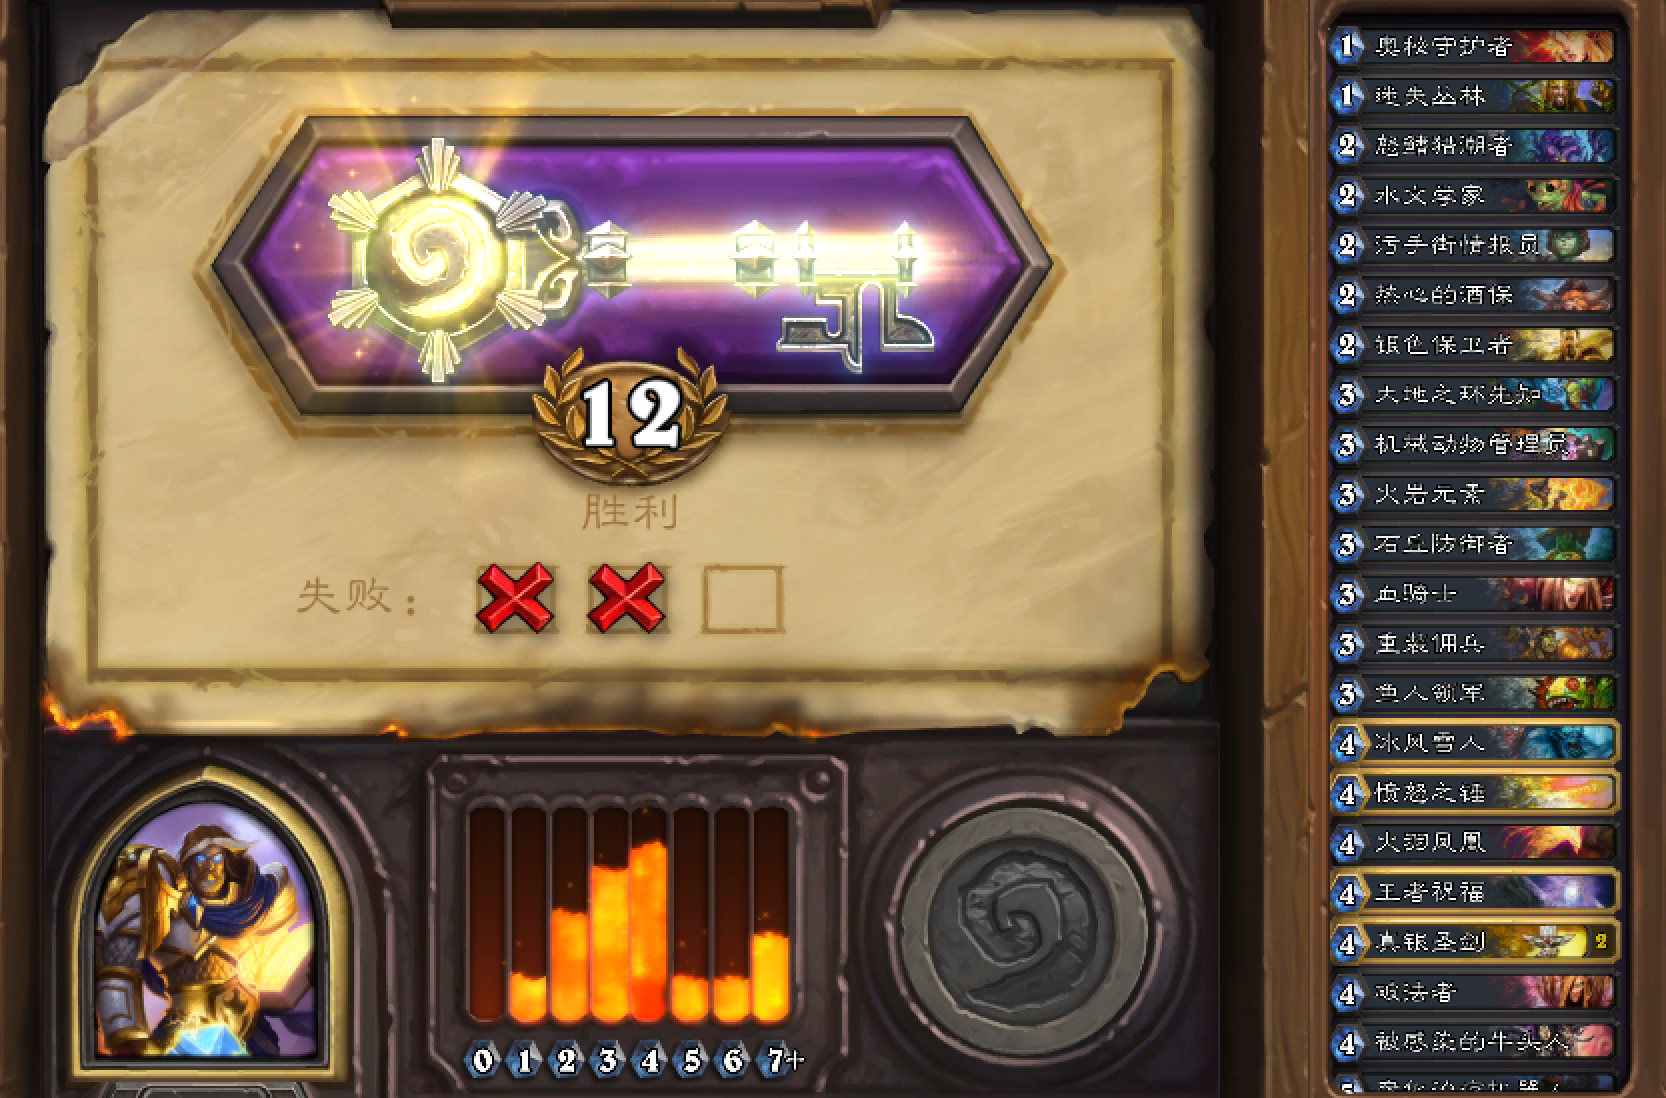 12
胜利
失败：
0 1 2 3 4 5 6 7+
1 奥秘守护者
1 迷失丛林
2 怒鳍猎潮者
2 水文学家
2 污手街情报员
2 热心的酒保
2 银色保卫者
3 大地之环先知
3 机械动物管理员
3 火岩元素
3 石丘防御者
3 血骑士
3 重装佣兵
3 鱼人领军
4 冰风雪人
4 愤怒之锤
4 火羽凤凰
4 王者祝福
4 真银圣剑 2
4 破法者
4 被感染的牛头人
5